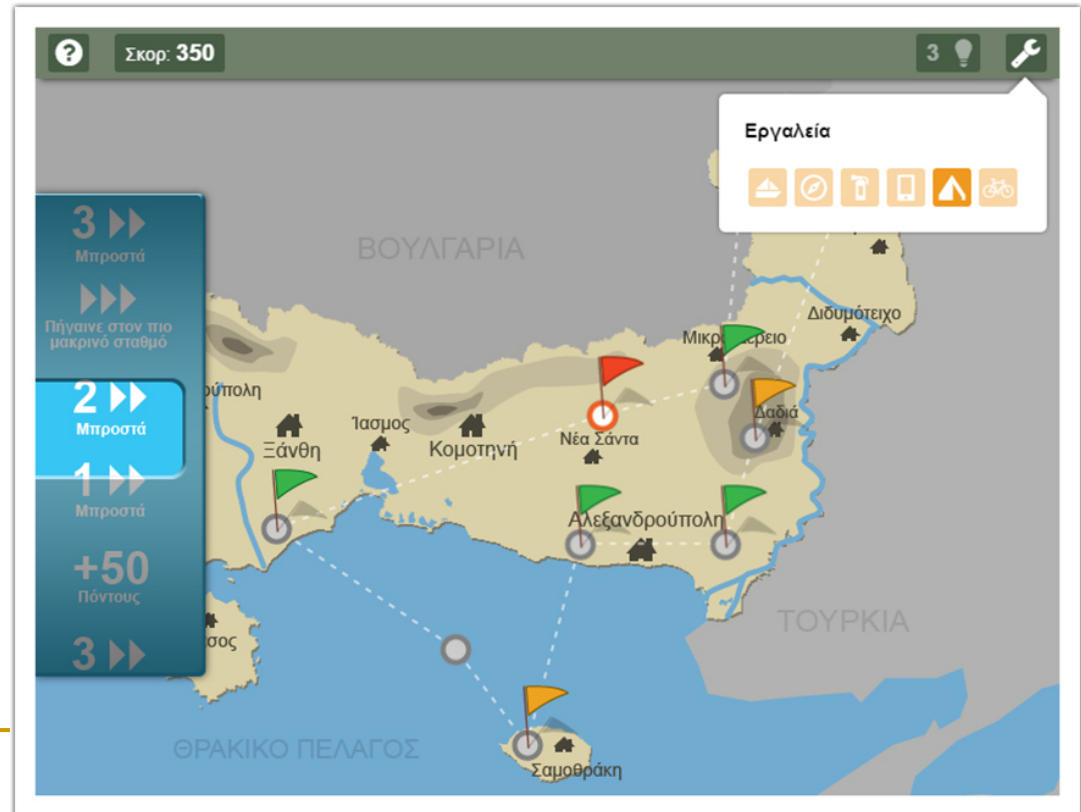 ?
Σκορ: 350
3
Εργαλεία
3
Μπροστά
Πήγαινε στον πιο
μακρινό σταθμό
2
Μπροστά
1
Μπροστά
+50
Πόντους
3
ΒΟΥΛΓΑΡΙΑ
Διδυμότειχο
Ίασμος
Ξάνθη
Κομοτηνή
Νέα Σάντα
Δαδιά
Αλεξανδρούπολη
ΤΟΥΡΚΙΑ
ΘΡΑΚΙΚΟ ΠΕΛΑΓΟΣ
Σαμοθράκη